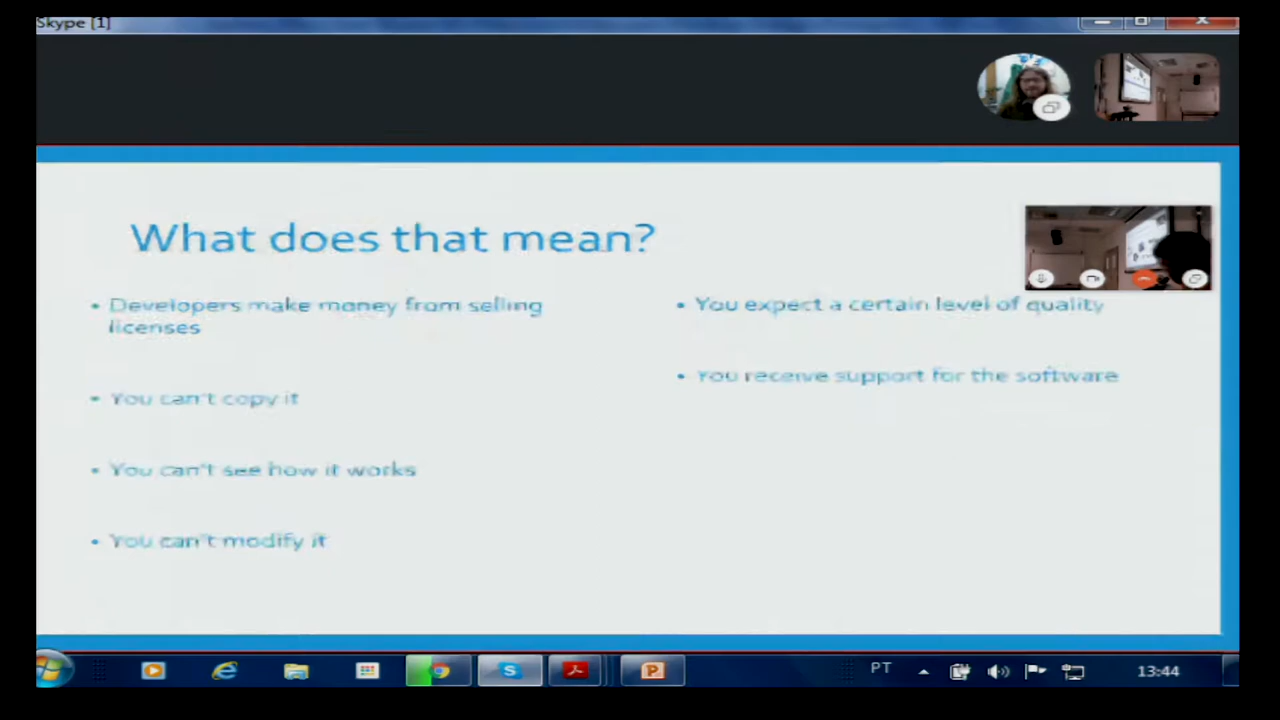 Skype [1]
What does that mean?
• Developers make money from selling
licenses
• You can't copy it
• You can't see how it works
• You can't modify it
• You expect a certain level of quality
• You receive support for the software
PT
13:44